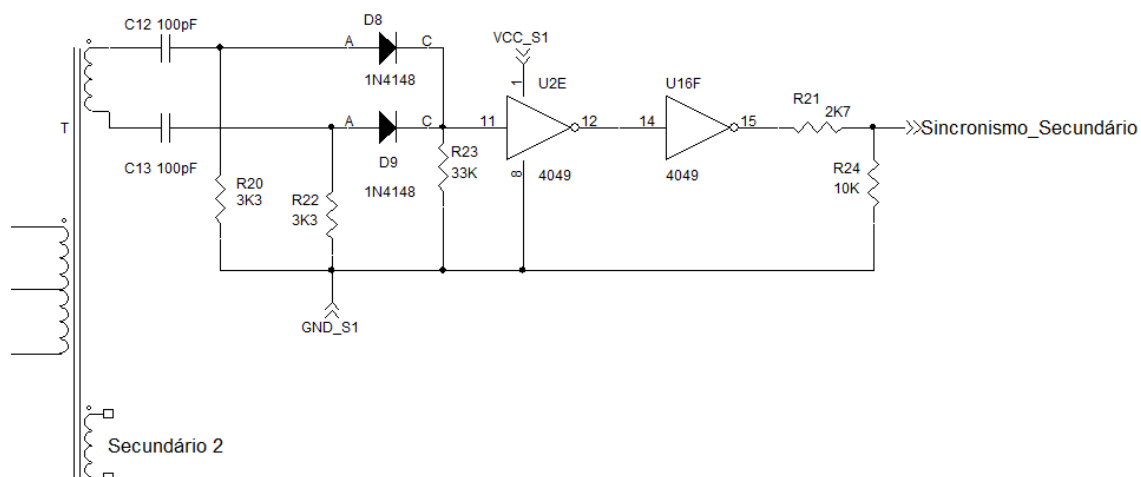 C12 100pF
D8
A
C
1N4148
VCC_S1
1
U2E
U16F
R21
2K7
T
A
C
11
12
14
15
Sincronismo_Secundário
C13 100pF
D9
1N4148
R23
33K
8
4049
4049
R24
10K
R20
3K3
R22
3K3
GND_S1
Secundário 2